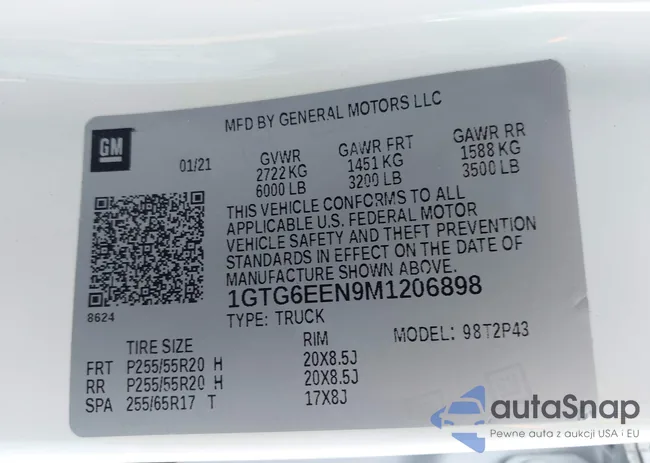 MFD BY GENERAL MOTORS LLC
GM
01/21
GVWR GAWR FRT GAWR RR
2722 KG 1451 KG 1588 KG
6000 LB 3200 LB 3500 LB
THIS VEHICLE CONFORMS TO ALL
APPLICABLE U.S. FEDERAL MOTOR
VEHICLE SAFETY AND THEFT PREVENTION
STANDARDS IN EFFECT ON THE DATE OF
MANUFACTURE SHOWN ABOVE.
8624
1GTG6EEN9M1206898
TYPE: TRUCK MODEL: 98T2P43
TIRE SIZE RIM
FRT P255/55R20 H 20X8.5J
RR P255/55R20 H 20X8.5J
SPA 255/65R17 T 17X8J
autaSnap
Pewne auta z aukcji USA i EU